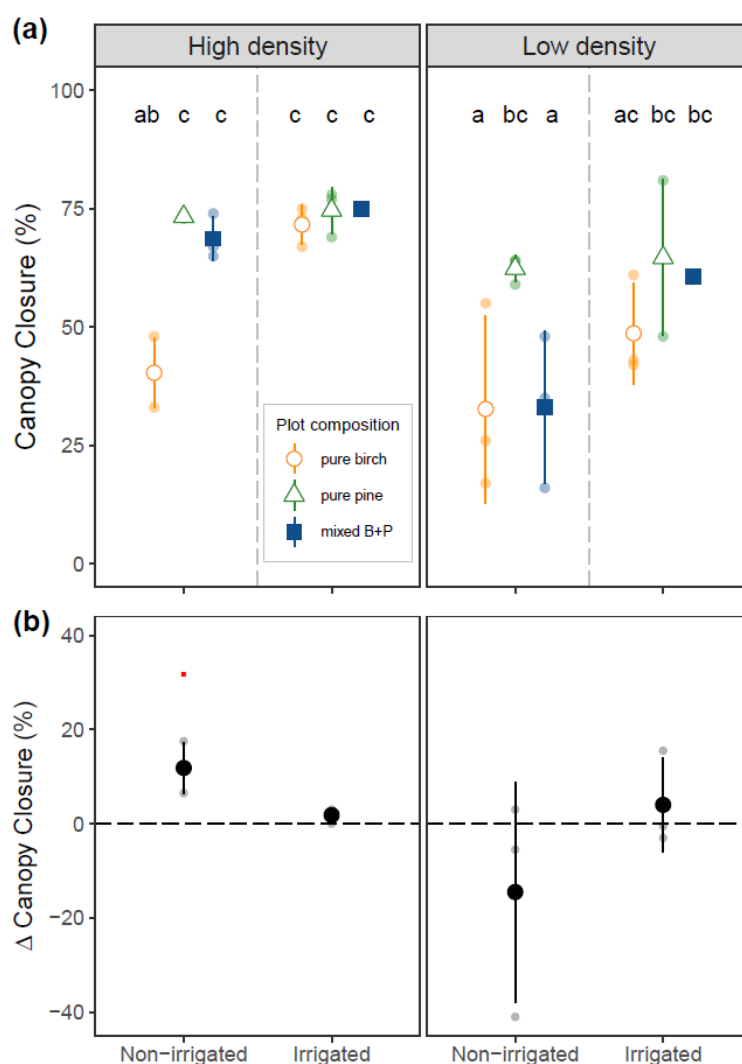 (a)
High density
Low density
Canopy Closure (%)
100
75
50
25
0
ab c c c c c
a bc a ac bc bc
Plot composition
pure birch
pure pine
mixed B+P
(b)
Δ Canopy Closure (%)
40
20
0
−20
−40
Non−irrigated Irrigated
Non−irrigated Irrigated